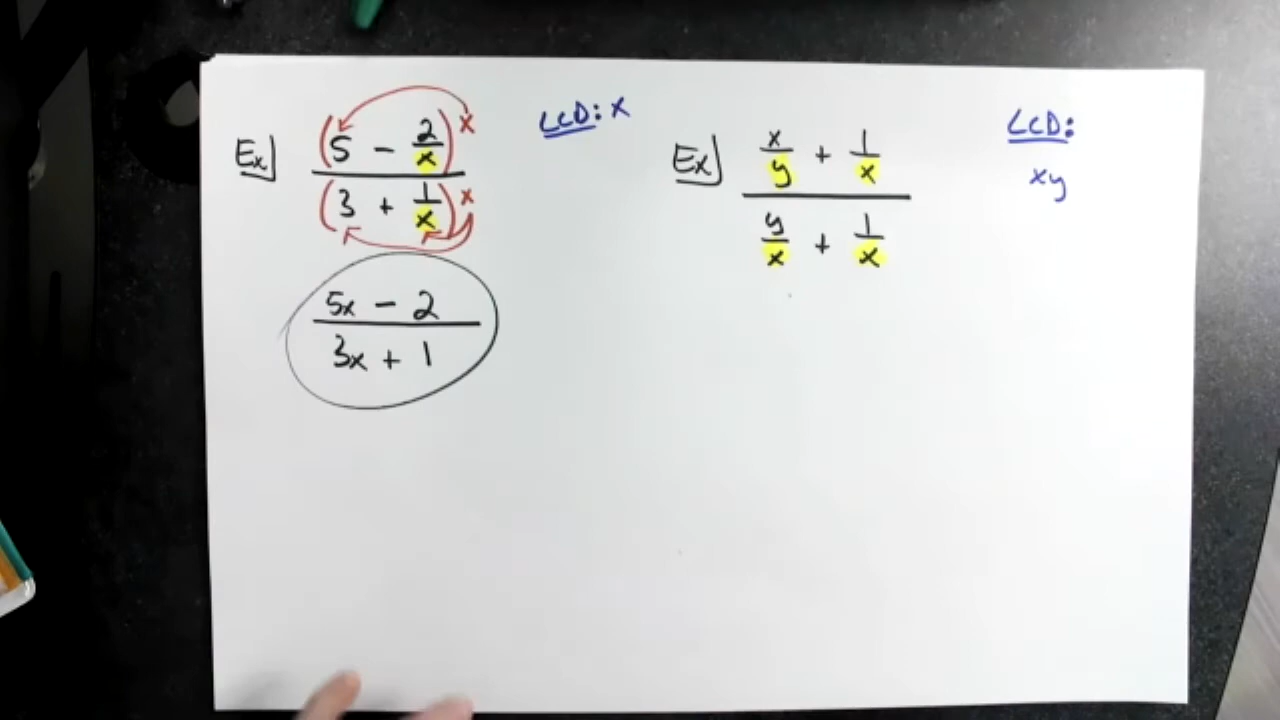 Ex] (5 - 2/x)x
(3 + 1/x)x
5x - 2
3x + 1
LCD: x
Ex] x/y + 1/x
y/x + 1/x
LCD:
xy